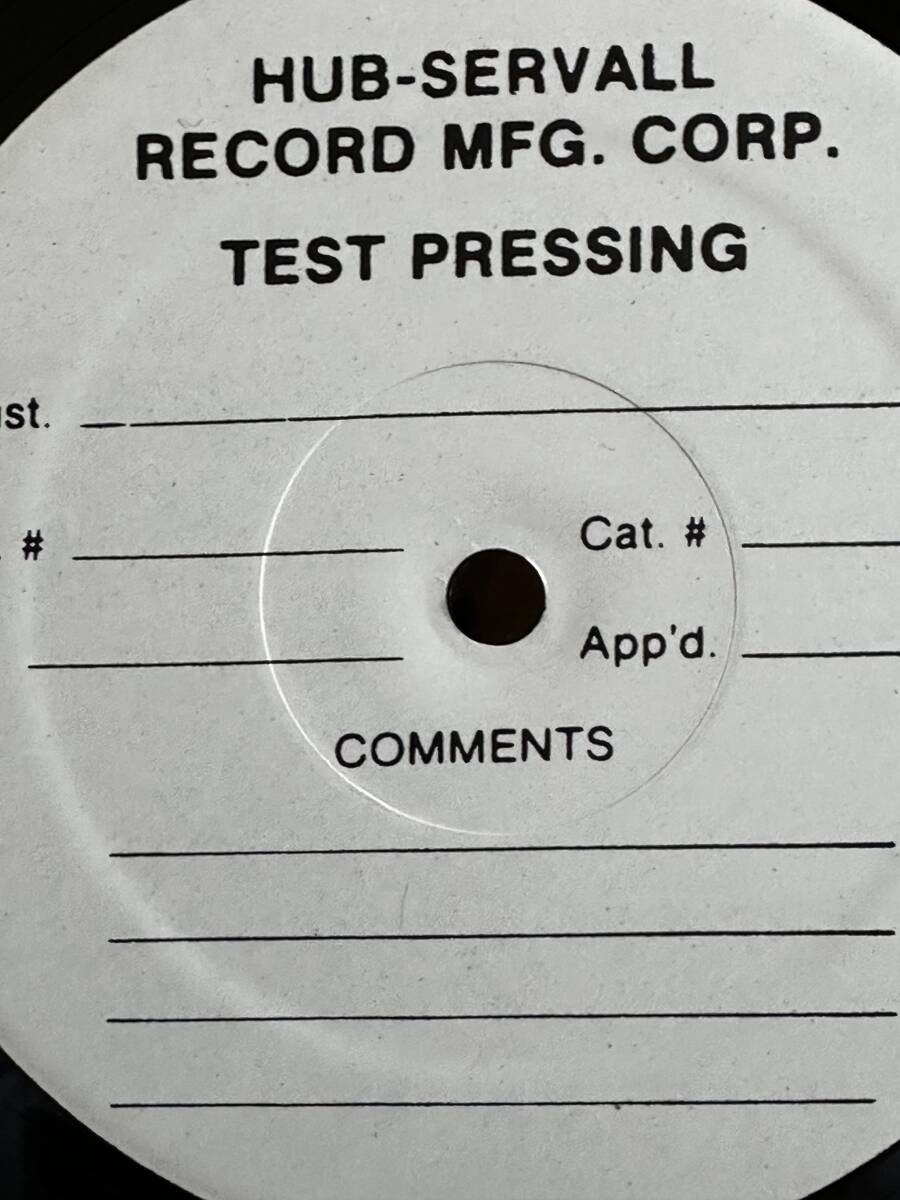 HUB-SERVALL
RECORD MFG. CORP.
TEST PRESSING
st.
# Cat. #
App'd.
COMMENTS